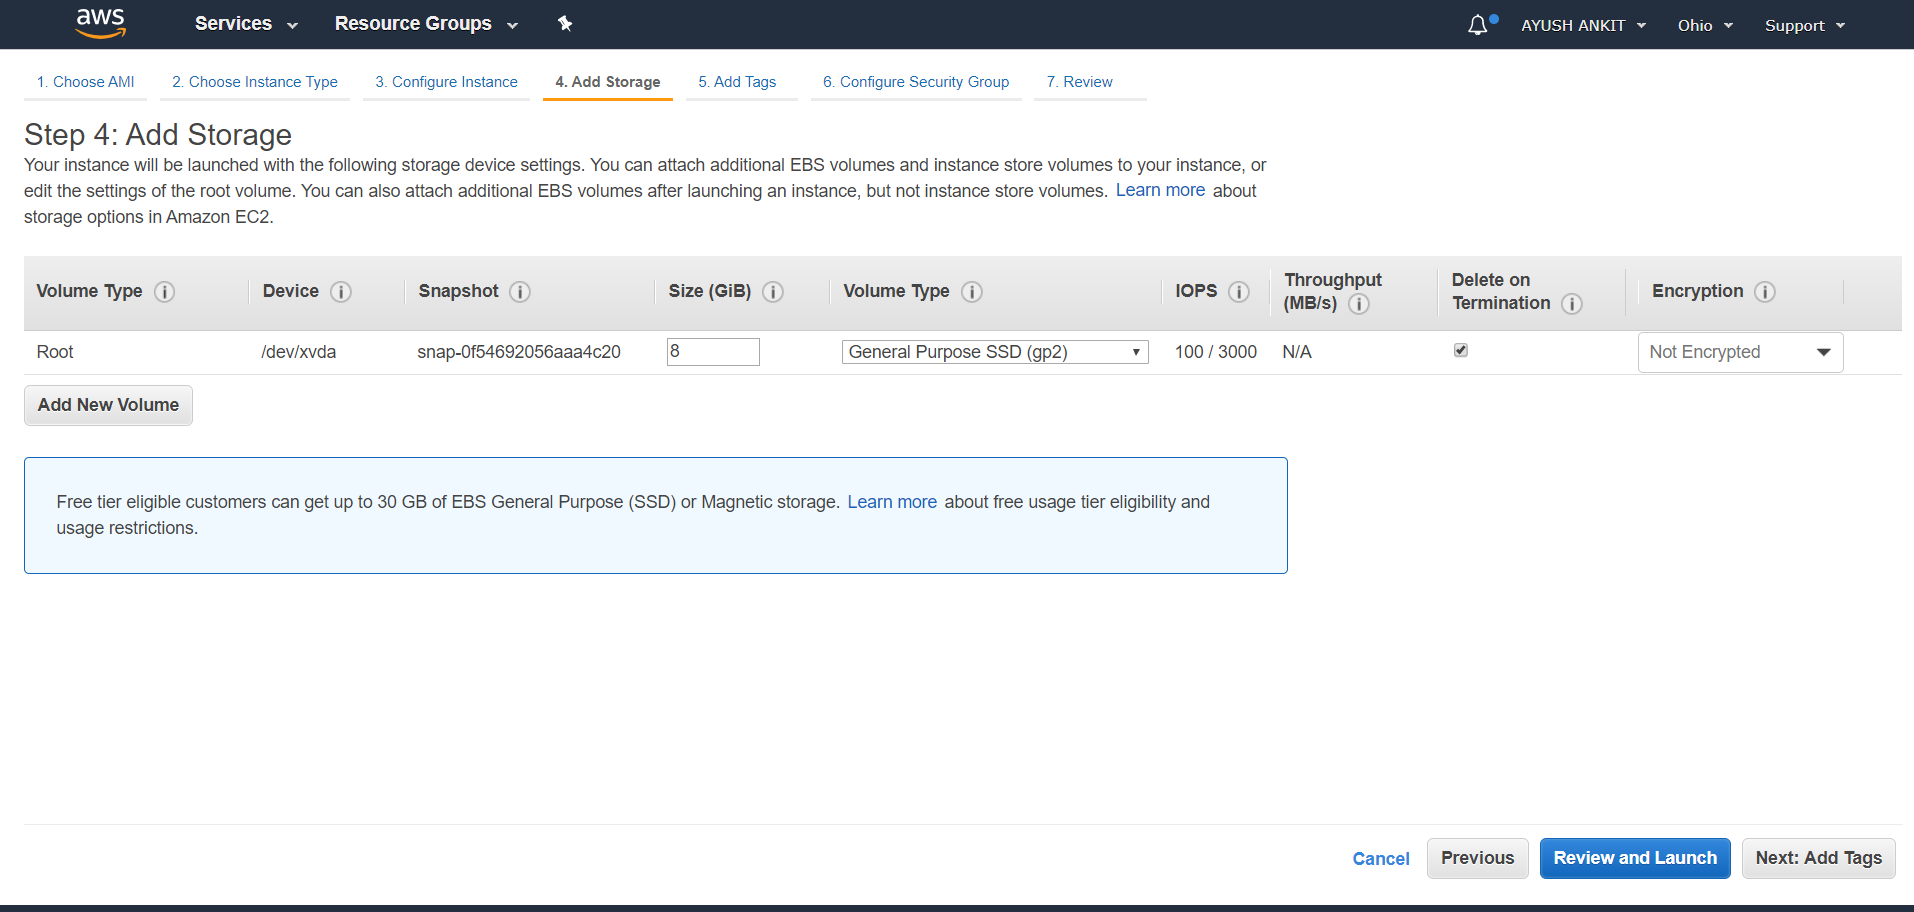 aws Services Resource Groups AYUSH ANKIT Ohio Support
1. Choose AMI 2. Choose Instance Type 3. Configure Instance 4. Add Storage 5. Add Tags 6. Configure Security Group 7. Review
Step 4: Add Storage
Your instance will be launched with the following storage device settings. You can attach additional EBS volumes and instance store volumes to your instance, or
edit the settings of the root volume. You can also attach additional EBS volumes after launching an instance, but not instance store volumes. Learn more about
storage options in Amazon EC2.
Volume Type i Device i Snapshot i Size (GiB) i Volume Type i IOPS i Throughput (MB/s) i Delete on Termination i Encryption i
Root /dev/xvda snap-0f54692056aaa4c20 8 General Purpose SSD (gp2) 100 / 3000 N/A Not Encrypted
Add New Volume
Free tier eligible customers can get up to 30 GB of EBS General Purpose (SSD) or Magnetic storage. Learn more about free usage tier eligibility and
usage restrictions.
Cancel Previous Review and Launch Next: Add Tags